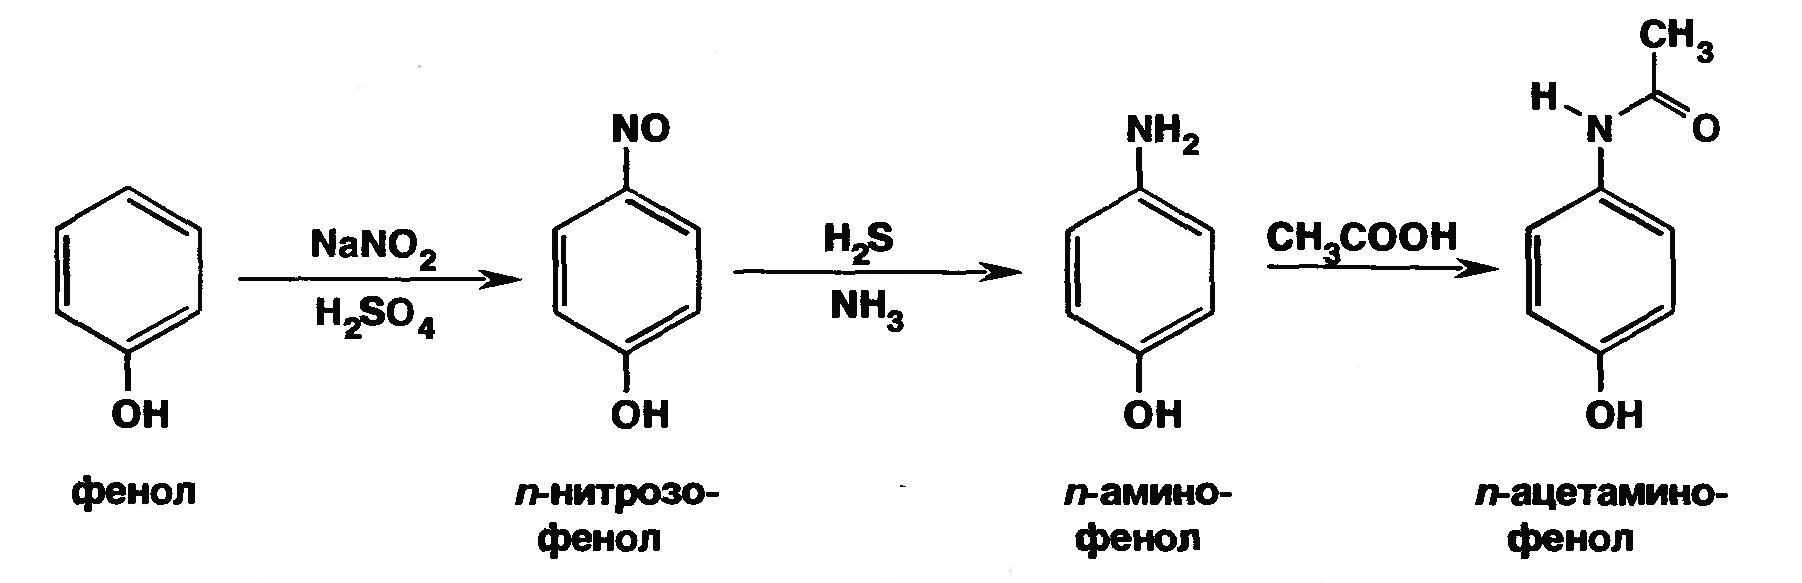 CH₃
H
N
O
NO
NH₂
NaNO₂
H₂SO₄
H₂S
NH₃
CH₃COOH
OH
OH
OH
OH
фенол
п-нитрозо-
фенол
п-амино-
фенол
п-ацетамино-
фенол